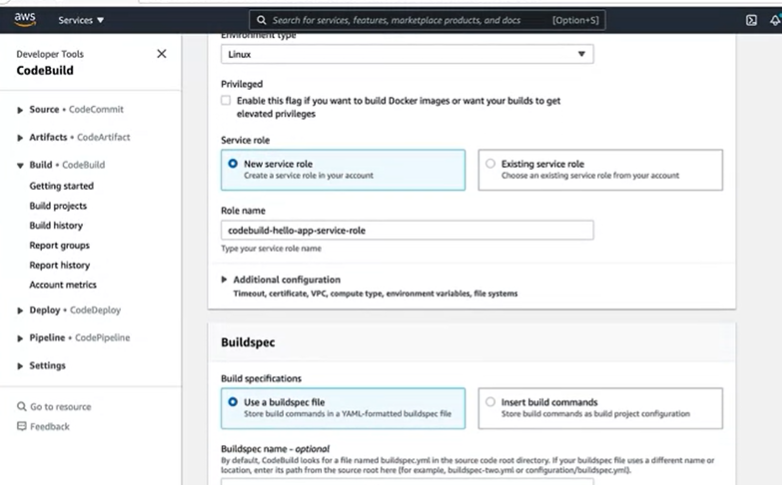 aws
Services ▼
Search for services, features, marketplace products, and docs
[Option+S]
Developer Tools
CodeBuild
Source • CodeCommit
Artifacts • CodeArtifact
Build • CodeBuild
Getting started
Build projects
Build history
Report groups
Report history
Account metrics
Deploy • CodeDeploy
Pipeline • CodePipeline
Settings
Go to resource
Feedback
Environment type
Linux
Privileged
Enable this flag if you want to build Docker images or want your builds to get
elevated privileges
Service role
New service role
Create a service role in your account
Existing service role
Choose an existing service role from your account
Role name
codebuild-hello-app-service-role
Type your service role name
Additional configuration
Timeout, certificate, VPC, compute type, environment variables, file systems
Buildspec
Build specifications
Use a buildspec file
Store build commands in a YAML-formatted buildspec file
Insert build commands
Store build commands as build project configuration
Buildspec name - optional
By default, CodeBuild looks for a file named buildspec.yml in the source code root directory. If your buildspec file uses a different name or
location, enter its path from the source root here (for example, buildspec-two.yml or configuration/buildspec.yml).